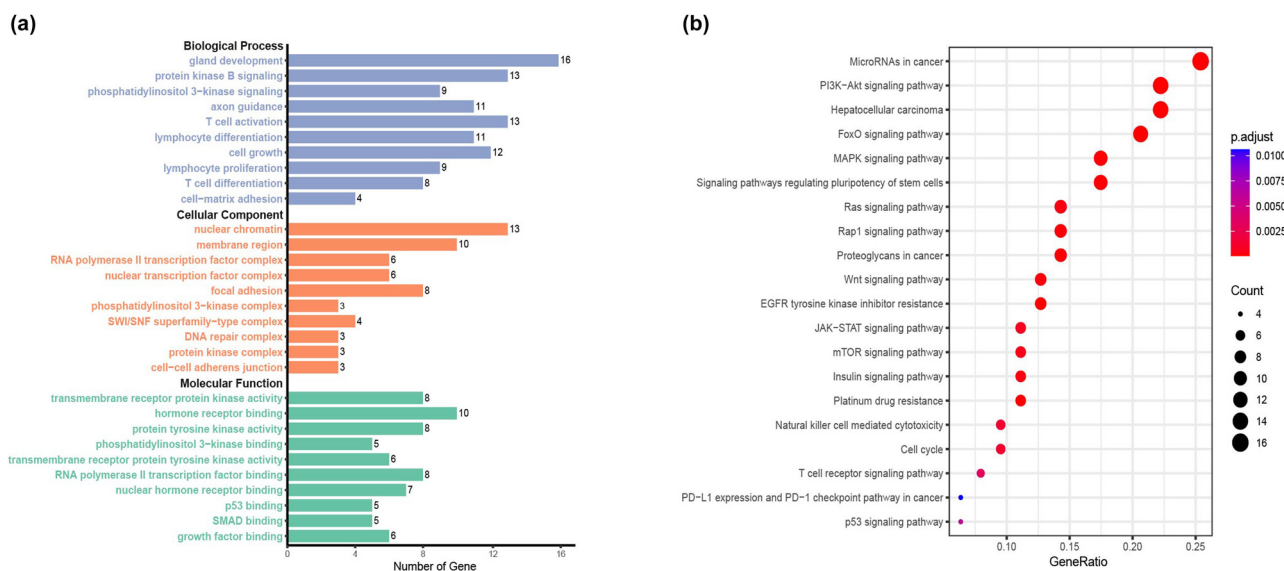 (a)
Biological Process
gland development 16
protein kinase B signaling 13
phosphatidylinositol 3-kinase signaling 9
axon guidance 11
T cell activation 13
lymphocyte differentiation 11
cell growth 12
lymphocyte proliferation 9
T cell differentiation 8
cell-matrix adhesion 4
Cellular Component
nuclear chromatin 13
membrane region 10
RNA polymerase II transcription factor complex 6
nuclear transcription factor complex 6
focal adhesion 8
phosphatidylinositol 3-kinase complex 3
SWI/SNF superfamily-type complex 4
DNA repair complex 3
protein kinase complex 3
cell-cell adherens junction 3
Molecular Function
transmembrane receptor protein kinase activity 8
hormone receptor binding 10
protein tyrosine kinase activity 8
phosphatidylinositol 3-kinase binding 5
transmembrane receptor protein tyrosine kinase activity 6
RNA polymerase II transcription factor binding 8
nuclear hormone receptor binding 7
p53 binding 5
SMAD binding 5
growth factor binding 6
0 4 8 12 16
Number of Gene
(b)
MicroRNAs in cancer
PI3K-Akt signaling pathway
Hepatocellular carcinoma
FoxO signaling pathway
MAPK signaling pathway
Signaling pathways regulating pluripotency of stem cells
Ras signaling pathway
Rap1 signaling pathway
Proteoglycans in cancer
Wnt signaling pathway
EGFR tyrosine kinase inhibitor resistance
JAK-STAT signaling pathway
mTOR signaling pathway
Insulin signaling pathway
Platinum drug resistance
Natural killer cell mediated cytotoxicity
Cell cycle
T cell receptor signaling pathway
PD-L1 expression and PD-1 checkpoint pathway in cancer
p53 signaling pathway
0.10 0.15 0.20 0.25
GeneRatio
p.adjust
0.0100
0.0075
0.0050
0.0025
Count
4
6
8
10
12
14
16